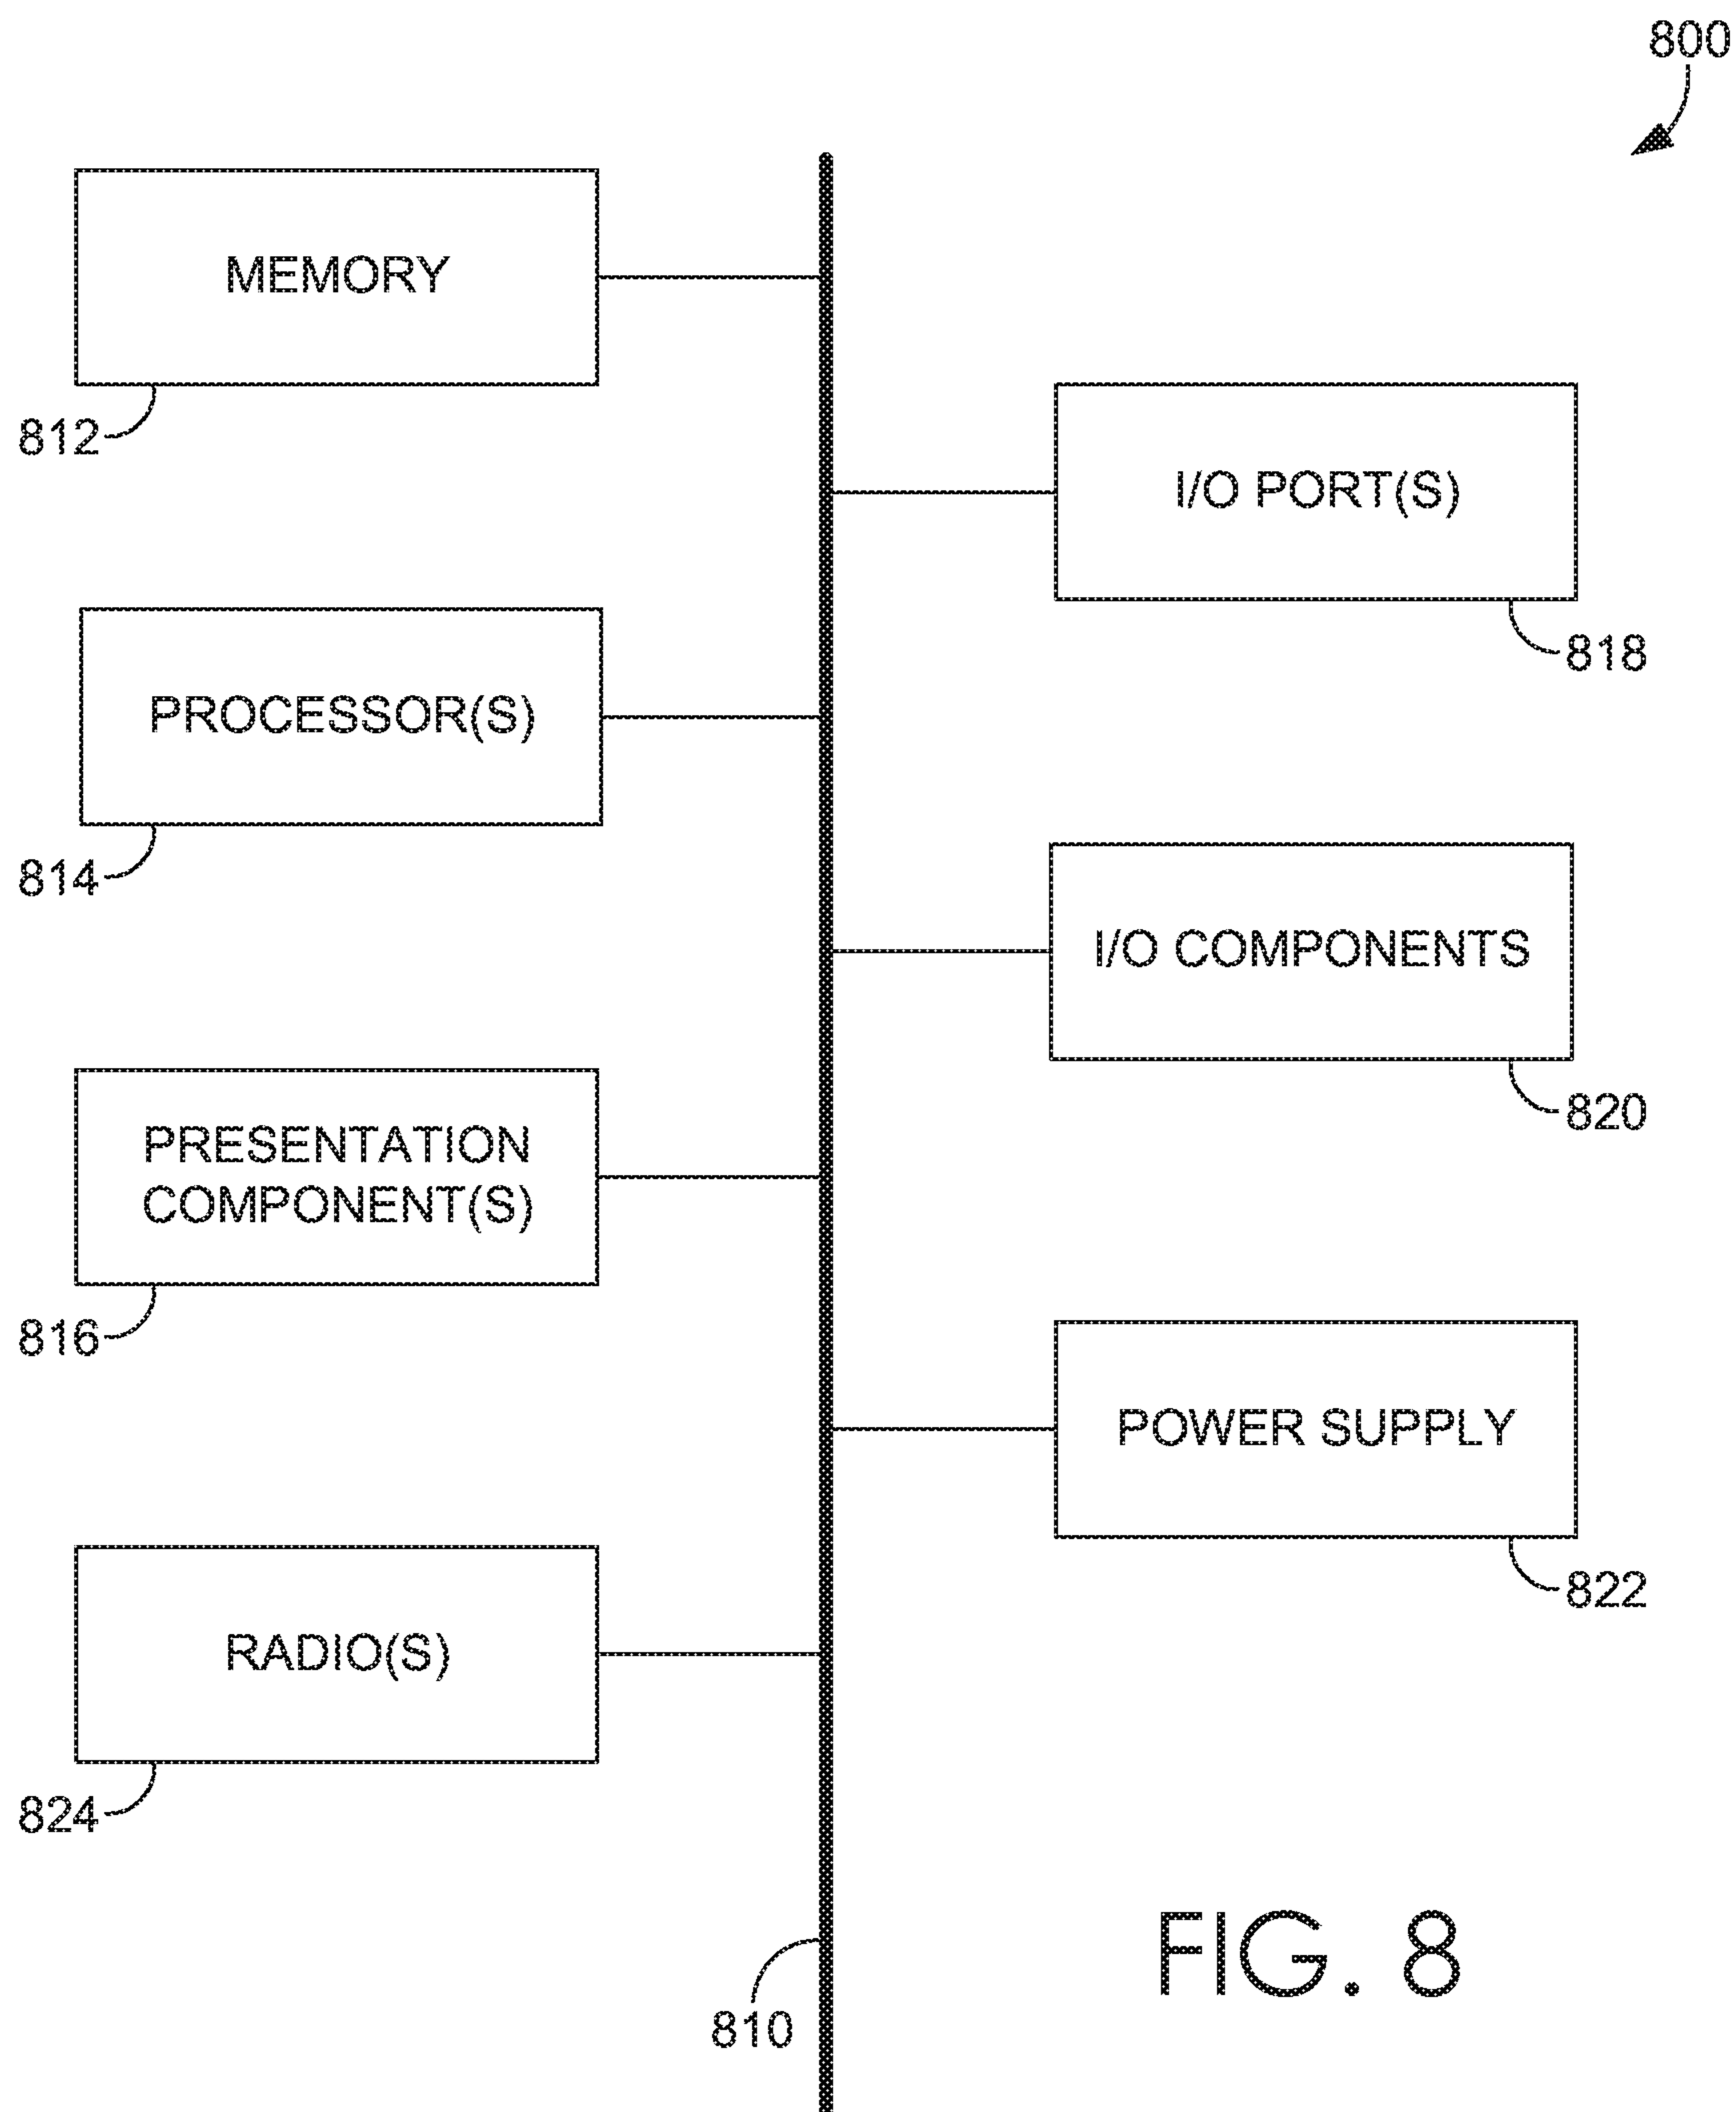 800
MEMORY
812
I/O PORT(S)
818
PROCESSOR(S)
814
I/O COMPONENTS
820
PRESENTATION
COMPONENT(S)
816
POWER SUPPLY
822
RADIO(S)
824
810
FIG. 8